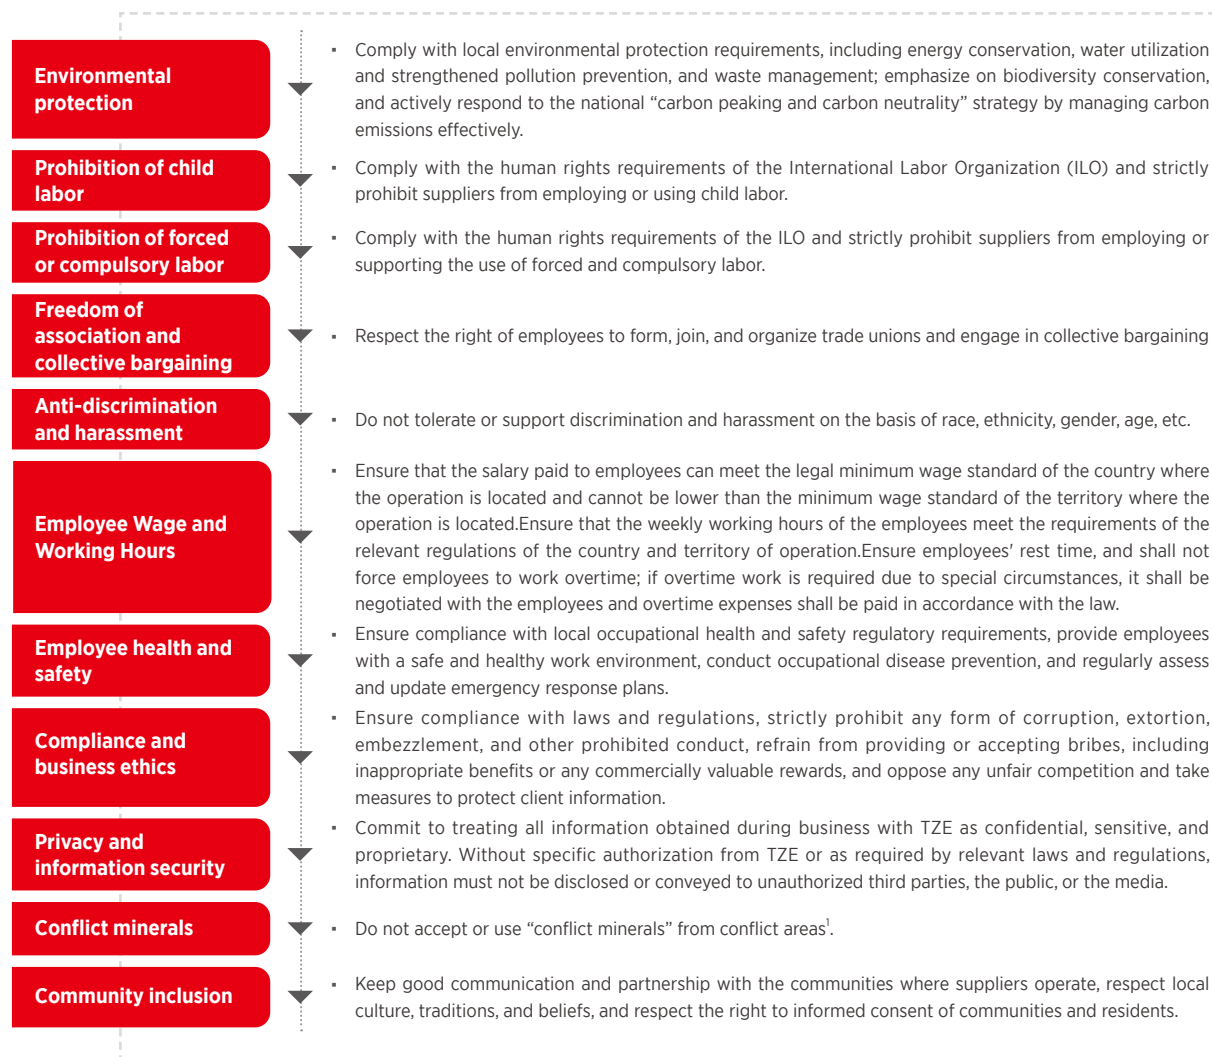 Environmental
protection
Comply with local environmental protection requirements, including energy conservation, water utilization
and strengthened pollution prevention, and waste management; emphasize on biodiversity conservation,
and actively respond to the national “carbon peaking and carbon neutrality” strategy by managing carbon
emissions effectively.
Prohibition of child
labor
Comply with the human rights requirements of the International Labor Organization (ILO) and strictly
prohibit suppliers from employing or using child labor.
Prohibition of forced
or compulsory labor
Comply with the human rights requirements of the ILO and strictly prohibit suppliers from employing or
supporting the use of forced and compulsory labor.
Freedom of
association and
collective bargaining
Respect the right of employees to form, join, and organize trade unions and engage in collective bargaining
Anti-discrimination
and harassment
Do not tolerate or support discrimination and harassment on the basis of race, ethnicity, gender, age, etc.
Employee Wage and
Working Hours
Ensure that the salary paid to employees can meet the legal minimum wage standard of the country where
the operation is located and cannot be lower than the minimum wage standard of the territory where the
operation is located.Ensure that the weekly working hours of the employees meet the requirements of the
relevant regulations of the country and territory of operation.Ensure employees' rest time, and shall not
force employees to work overtime; if overtime work is required due to special circumstances, it shall be
negotiated with the employees and overtime expenses shall be paid in accordance with the law.
Employee health and
safety
Ensure compliance with local occupational health and safety regulatory requirements, provide employees
with a safe and healthy work environment, conduct occupational disease prevention, and regularly assess
and update emergency response plans.
Compliance and
business ethics
Ensure compliance with laws and regulations, strictly prohibit any form of corruption, extortion,
embezzlement, and other prohibited conduct, refrain from providing or accepting bribes, including
inappropriate benefits or any commercially valuable rewards, and oppose any unfair competition and take
measures to protect client information.
Privacy and
information security
Commit to treating all information obtained during business with TZE as confidential, sensitive, and
proprietary. Without specific authorization from TZE or as required by relevant laws and regulations,
information must not be disclosed or conveyed to unauthorized third parties, the public, or the media.
Conflict minerals
Do not accept or use “conflict minerals” from conflict areas¹.
Community inclusion
Keep good communication and partnership with the communities where suppliers operate, respect local
culture, traditions, and beliefs, and respect the right to informed consent of communities and residents.